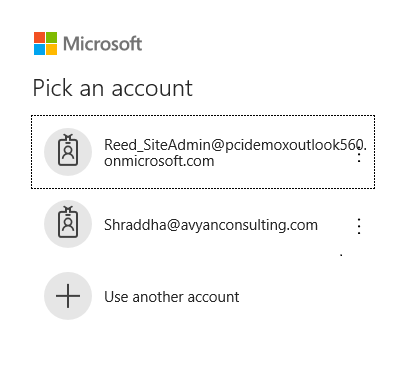 Microsoft
Pick an account
Reed_SiteAdmin@pcidemoxoutlook560.
onmicrosoft.com
Shraddha@avyanconsulting.com
Use another account